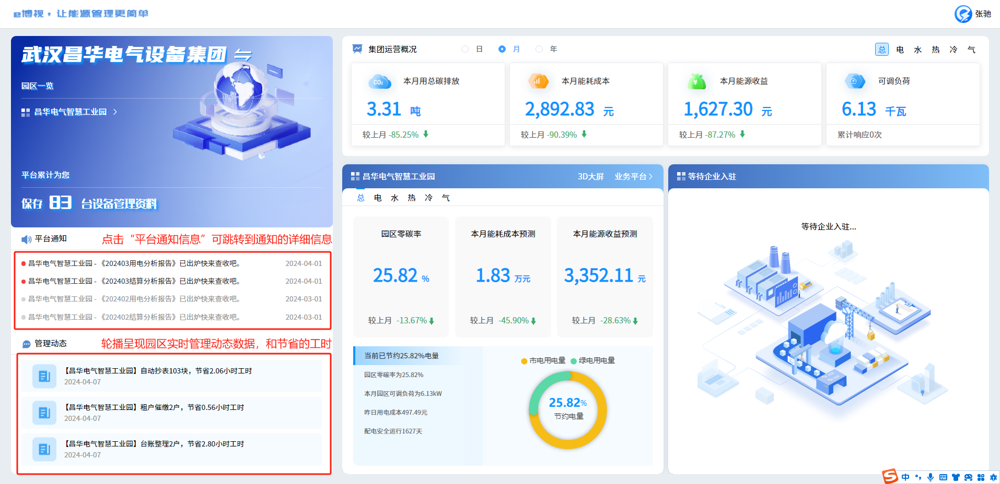 e博视，让能源管理更简单
张驰
武汉昌华电气设备集团
园区一览
昌华电气智慧工业园
平台累计为您
保存 83 台设备管理资料
平台通知
点击“平台通知信息”可跳转到通知的详细信息
昌华电气智慧工业园 - 《202403用电分析报告》已出炉快来查收吧。 2024-04-01
昌华电气智慧工业园 - 《202403结算分析报告》已出炉快来查收吧。 2024-04-01
昌华电气智慧工业园 - 《202402用电分析报告》已出炉快来查收吧。 2024-03-01
昌华电气智慧工业园 - 《202402结算分析报告》已出炉快来查收吧。 2024-03-01
管理动态
轮播呈现园区实时管理动态数据，和节省的工时
【昌华电气智慧工业园】自动抄表103块，节省2.06小时工时
2024-04-07
【昌华电气智慧工业园】租户催缴2户，节省0.56小时工时
2024-04-07
【昌华电气智慧工业园】台账整理2户，节省2.80小时工时
2024-04-07
集团运营概况 日 月 年
总 电 水 热 冷 气
CO₂ 本月用总碳排放
3.31 吨
较上月 -85.25%
本月能耗成本
2,892.83 元
较上月 -90.39%
¥ 本月能源收益
1,627.30 元
较上月 -87.27%
可调负荷
6.13 千瓦
累计响应0次
昌华电气智慧工业园 3D大屏 业务平台
总 电 水 热 冷 气
园区零碳率
25.82 %
较上月 -13.67%
本月能耗成本预测
1.83 万元
较上月 -45.90%
本月能源收益预测
3,352.11 元
较上月 -28.63%
当前已节约25.82%电量
园区零碳率为25.82%
本月园区可调负荷为6.13kW
昨日用电成本497.49元
配电安全运行1627天
市电用电量 绿电用电量
25.82%
节约电量
等待企业入驻
等待企业入驻...
S 中